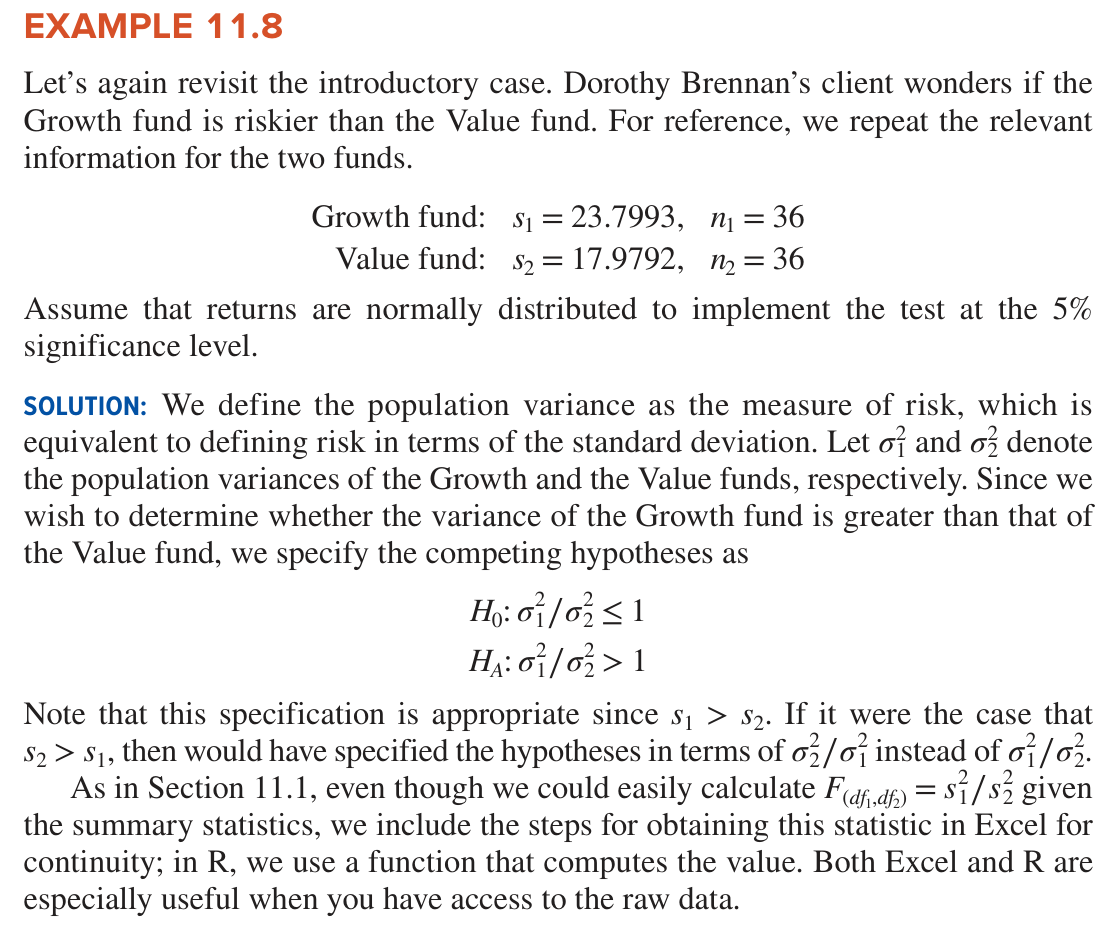 EXAMPLE 11.8
Let’s again revisit the introductory case. Dorothy Brennan’s client wonders if the
Growth fund is riskier than the Value fund. For reference, we repeat the relevant
information for the two funds.
Growth fund: s₁ = 23.7993, n₁ = 36
Value fund: s₂ = 17.9792, n₂ = 36
Assume that returns are normally distributed to implement the test at the 5%
significance level.
SOLUTION: We define the population variance as the measure of risk, which is
equivalent to defining risk in terms of the standard deviation. Let σ₁² and σ₂² denote
the population variances of the Growth and the Value funds, respectively. Since we
wish to determine whether the variance of the Growth fund is greater than that of
the Value fund, we specify the competing hypotheses as
H₀: σ₁²/σ₂² ≤ 1
H_A: σ₁²/σ₂² > 1
Note that this specification is appropriate since s₁ > s₂. If it were the case that
s₂ > s₁, then would have specified the hypotheses in terms of σ₂²/σ₁² instead of σ₁²/σ₂².
As in Section 11.1, even though we could easily calculate F_(df₁,df₂) = s₁²/s₂² given
the summary statistics, we include the steps for obtaining this statistic in Excel for
continuity; in R, we use a function that computes the value. Both Excel and R are
especially useful when you have access to the raw data.